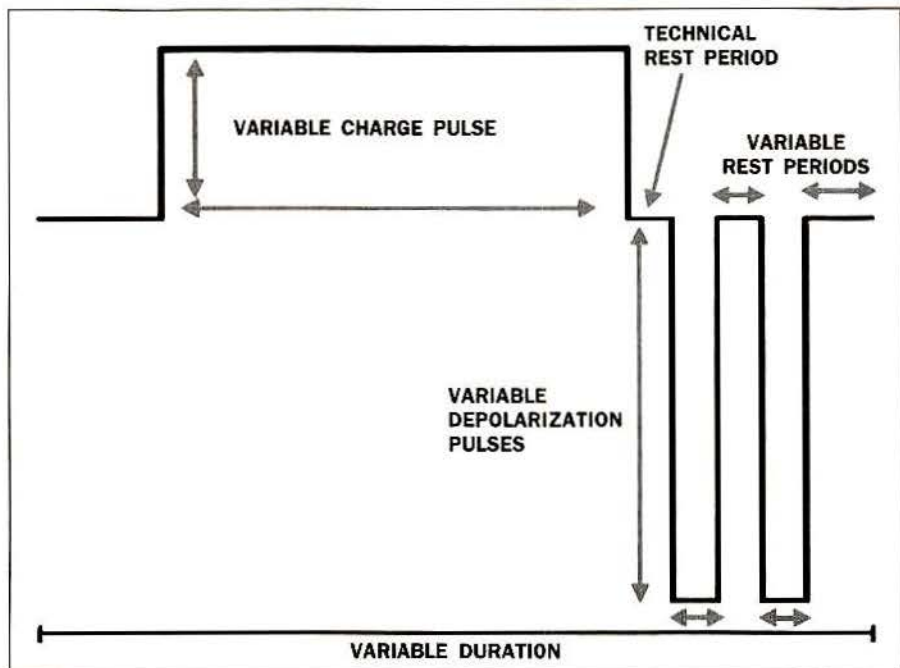 TECHNICAL
REST PERIOD
VARIABLE CHARGE PULSE
VARIABLE
REST PERIODS
VARIABLE
DEPOLARIZATION
PULSES
VARIABLE DURATION